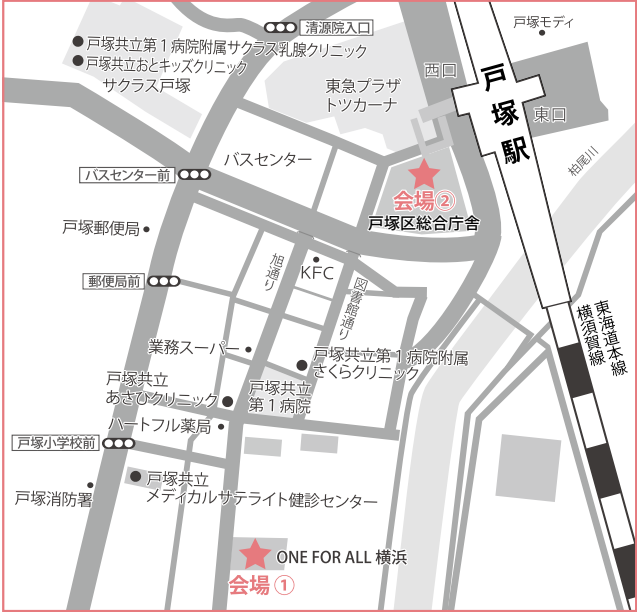 清源院入口
戸塚モディ
戸塚共立第1病院附属サクラス乳腺クリニック
戸塚共立おとキッズクリニック
サクラス戸塚
東急プラザ
トツカーナ
西口
戸塚駅
東口
バスセンター
柏尾川
バスセンター前
会場②
戸塚区総合庁舎
戸塚郵便局
旭通り
KFC
郵便局前
図書館通り
東海道本線
横須賀線
業務スーパー
戸塚共立第1病院附属
さくらクリニック
戸塚共立
あさひクリニック
戸塚共立
第1病院
ハートフル薬局
戸塚小学校前
戸塚共立
メディカルサテライト健診センター
戸塚消防署
ONE FOR ALL 横浜
会場①